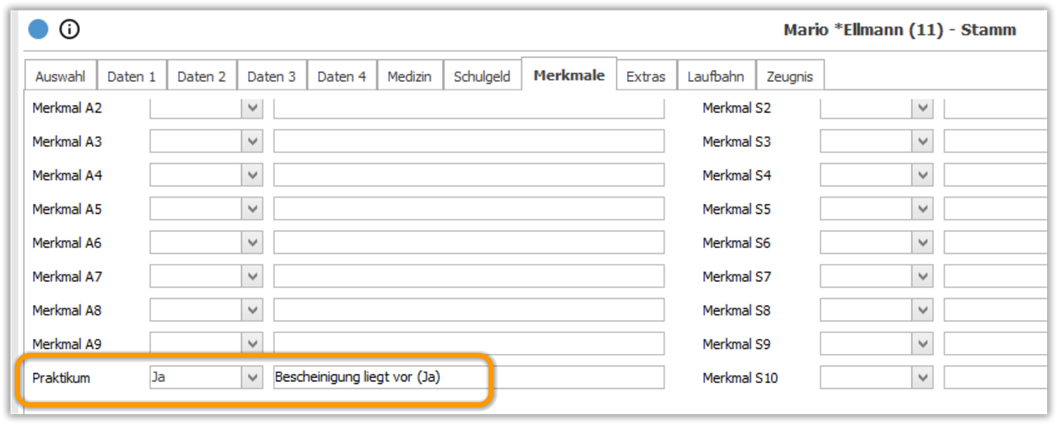 Mario *Ellmann (11) - Stamm
Auswahl Daten 1 Daten 2 Daten 3 Daten 4 Medizin Schulgeld Merkmale Extras Laufbahn Zeugnis
Merkmal A2 Merkmal S2
Merkmal A3 Merkmal S3
Merkmal A4 Merkmal S4
Merkmal A5 Merkmal S5
Merkmal A6 Merkmal S6
Merkmal A7 Merkmal S7
Merkmal A8 Merkmal S8
Merkmal A9 Merkmal S9
Praktikum Ja Bescheinigung liegt vor (Ja) Merkmal S10